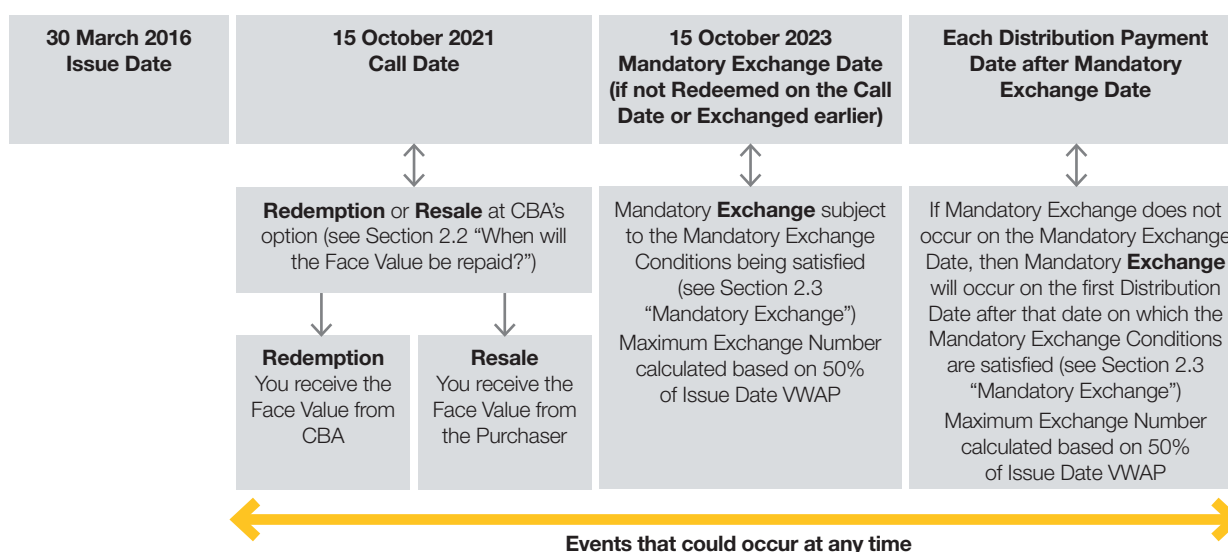 30 March 2016
Issue Date
15 October 2021
Call Date
15 October 2023
Mandatory Exchange Date
(if not Redeemed on the Call
Date or Exchanged earlier)
Each Distribution Payment
Date after Mandatory
Exchange Date
Redemption or Resale at CBA's
option (see Section 2.2 “When will
the Face Value be repaid?”)
Redemption
You receive the
Face Value from
CBA
Resale
You receive the
Face Value from
the Purchaser
Mandatory Exchange subject
to the Mandatory Exchange
Conditions being satisfied
(see Section 2.3
“Mandatory Exchange”)
Maximum Exchange Number
calculated based on 50%
of Issue Date VWAP
If Mandatory Exchange does not
occur on the Mandatory Exchange
Date, then Mandatory Exchange
will occur on the first Distribution
Date after that date on which the
Mandatory Exchange Conditions
are satisfied (see Section 2.3
“Mandatory Exchange”)
Maximum Exchange Number
calculated based on 50%
of Issue Date VWAP
Events that could occur at any time